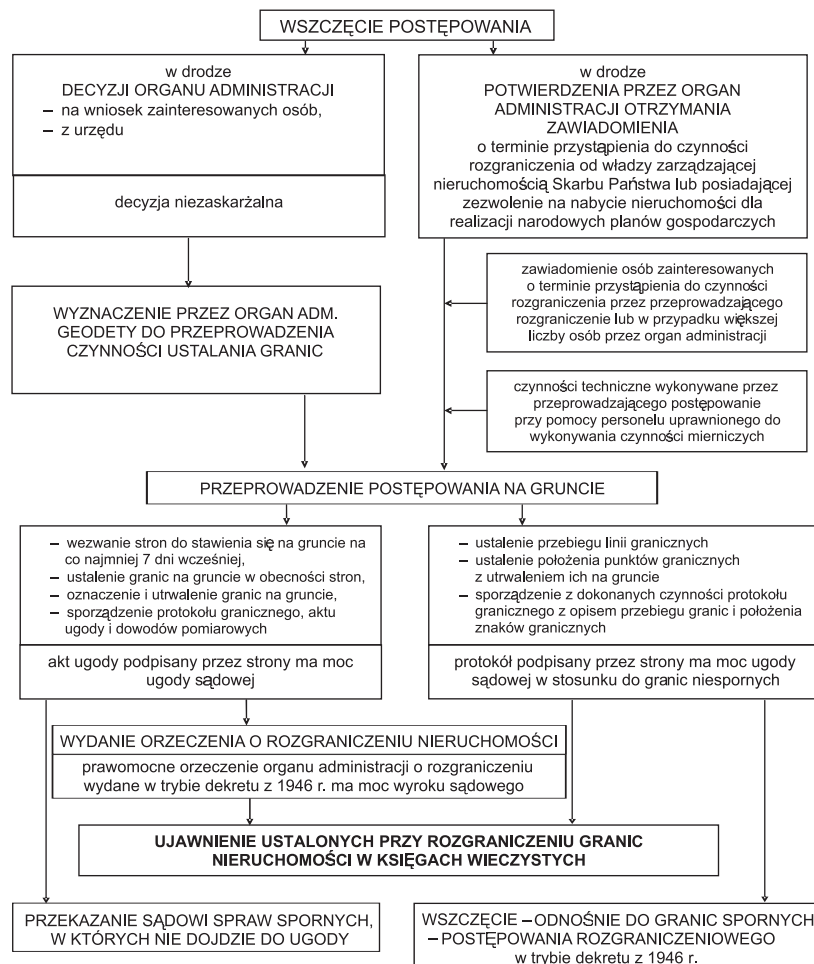 WSZCZĘCIE POSTĘPOWANIA
w drodze
DECYZJI ORGANU ADMINISTRACJI
– na wniosek zainteresowanych osób,
– z urzędu
decyzja niezaskarżalna
w drodze
POTWIERDZENIA PRZEZ ORGAN
ADMINISTRACJI OTRZYMANIA
ZAWIADOMIENIA
o terminie przystąpienia do czynności
rozgraniczenia od władzy zarządzającej
nieruchomością Skarbu Państwa lub posiadającej
zezwolenie na nabycie nieruchomości dla
realizacji narodowych planów gospodarczych
zawiadomienie osób zainteresowanych
o terminie przystąpienia do czynności
rozgraniczenia przez przeprowadzającego
rozgraniczenie lub w przypadku większej
liczby osób przez organ administracji
WYZNACZENIE PRZEZ ORGAN ADM.
GEODETY DO PRZEPROWADZENIA
CZYNNOŚCI USTALANIA GRANIC
czynności techniczne wykonywane przez
przeprowadzającego postępowanie
przy pomocy personelu uprawnionego do
wykonywania czynności mierniczych
PRZEPROWADZENIE POSTĘPOWANIA NA GRUNCIE
– wezwanie stron do stawienia się na gruncie na
co najmniej 7 dni wcześniej,
– ustalenie granic na gruncie w obecności stron,
– oznaczenie i utrwalenie granic na gruncie,
– sporządzenie protokołu granicznego, aktu
ugody i dowodów pomiarowych
akt ugody podpisany przez strony ma moc
ugody sądowej
– ustalenie przebiegu linii granicznych
– ustalenie położenia punktów granicznych
z utrwaleniem ich na gruncie
– sporządzenie z dokonanych czynności protokołu
granicznego z opisem przebiegu granic i położenia
znaków granicznych
protokół podpisany przez strony ma moc ugody
sądowej w stosunku do granic niespornych
WYDANIE ORZECZENIA O ROZGRANICZENIU NIERUCHOMOŚCI
prawomocne orzeczenie organu administracji o rozgraniczeniu
wydane w trybie dekretu z 1946 r. ma moc wyroku sądowego
UJAWNIENIE USTALONYCH PRZY ROZGRANICZENIU GRANIC
NIERUCHOMOŚCI W KSIĘGACH WIECZYSTYCH
PRZEKAZANIE SĄDOWI SPRAW SPORNYCH,
W KTÓRYCH NIE DOJDZIE DO UGODY
WSZCZĘCIE – ODNOŚNIE DO GRANIC SPORNYCH
– POSTĘPOWANIA ROZGRANICZENIOWEGO
w trybie dekretu z 1946 r.